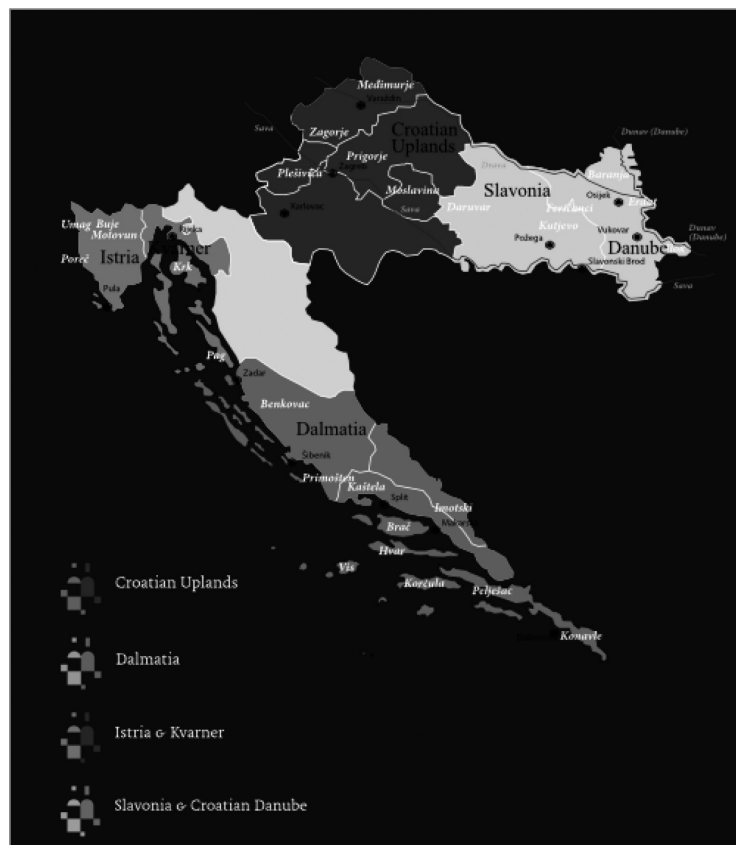 Međimurje
Varaždin
Sava
Zagorje
Croatian
Uplands
Dunav (Danube)
Prigorje
Zagreb
Plešivica
Moslavina
Drava
Baranja
Slavonia
Karlovac
Sava
Daruvar
Feričanci
Osijek
Erdut
Kutjevo
Umag Buje
Motovun
Rijeka
Kvarner
Požega
Vukovar
Danube
Dunav
(Danube)
Poreč
Istria
Krk
Slavonski Brod
Pula
Sava
Pag
Zadar
Benkovac
Dalmatia
Šibenik
Primošten
Kaštela
Split
Imotski
Brač
Hvar
Vis
Korčula
Pelješac
Konavle
Croatian Uplands
Dalmatia
Istria & Kvarner
Slavonia & Croatian Danube